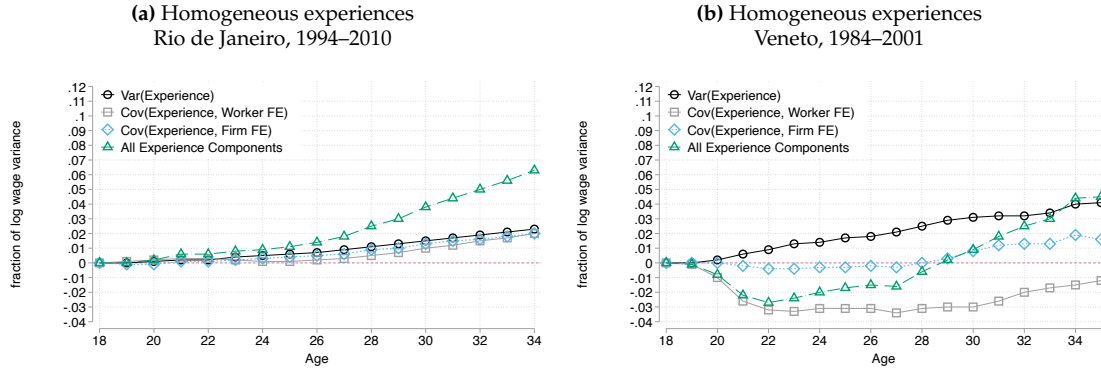 (a) Homogeneous experiences
Rio de Janeiro, 1994–2010
fraction of log wage variance
.12
.11
.1
.09
.08
.07
.06
.05
.04
.03
.02
.01
0
-.01
-.02
-.03
-.04
Var(Experience)
Cov(Experience, Worker FE)
Cov(Experience, Firm FE)
All Experience Components
18 20 22 24 26 28 30 32 34
Age
(b) Homogeneous experiences
Veneto, 1984–2001
fraction of log wage variance
.12
.11
.1
.09
.08
.07
.06
.05
.04
.03
.02
.01
0
-.01
-.02
-.03
-.04
Var(Experience)
Cov(Experience, Worker FE)
Cov(Experience, Firm FE)
All Experience Components
18 20 22 24 26 28 30 32 34
Age